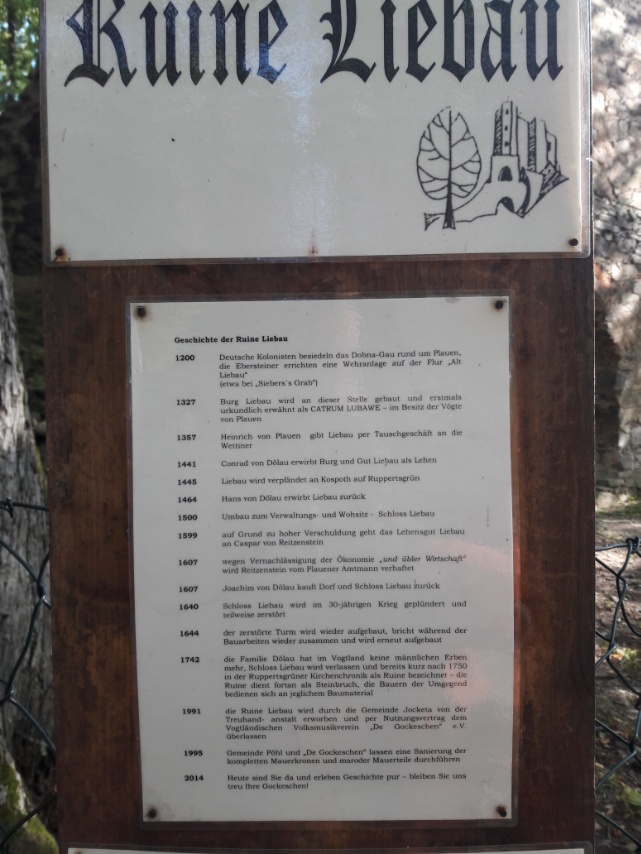 Ruine Liebau
Geschichte der Ruine Liebau
1200 Deutsche Kolonisten besiedeln das Dobna-Gau rund um Plauen,
die Ebersteiner errichten eine Wehranlage auf der Flur „Alt
Liebau"
(etwa bei „Siebers`s Grab")
1327 Burg Liebau wird an dieser Stelle gebaut und erstmals
urkundlich erwähnt als CATRUM LUBAWE – im Besitz der Vögte
von Plauen
1357 Heinrich von Plauen gibt Liebau per Tauschgeschäft an die
Wettiner
1441 Conrad von Dölau erwirbt Burg und Gut Liebau als Lehen
1445 Liebau wird verpfändet an Kospoth auf Ruppertsgrün
1464 Hans von Dölau erwirbt Liebau zurück
1500 Umbau zum Verwaltungs- und Wohsitz - Schloss Liebau
1599 auf Grund zu hoher Verschuldung geht das Lehensgut Liebau
an Caspar von Reitzenstein
1607 wegen Vernachlässigung der Ökonomie „und übler Wirtschaft"
wird Reitzenstein vom Plauener Amtmann verhaftet
1607 Joachim von Dölau kauft Dorf und Schloss Liebau zurück
1640 Schloss Liebau wird im 30-jährigen Krieg geplündert und
teilweise zerstört
1644 der zerstörte Turm wird wieder aufgebaut, bricht während der
Bauarbeiten wieder zusammen und wird erneut aufgebaut
1742 die Familie Dölau hat im Vogtland keine männlichen Erben
mehr, Schloss Liebau wird verlassen und bereits kurz nach 1750
in der Ruppertsgrüner Kirchenchronik als Ruine bezeichnet – die
Ruine dient fortan als Steinbruch, die Bauern der Umgegend
bedienen sich an jeglichem Baumaterial
1991 die Ruine Liebau wird durch die Gemeinde Jocketa von der
Treuhand- anstalt erworben und per Nutzungsvertrag dem
Vogtländischen Volksmusikverein „De Gockeschen" e.V.
überlassen
1995 Gemeinde Pöhl und „De Gockeschen" lassen eine Sanierung der
kompletten Mauerkronen und maroder Mauerteile durchführen
2014 Heute sind Sie da und erleben Geschichte pur – bleiben Sie uns
treu Ihre Gockeschen!